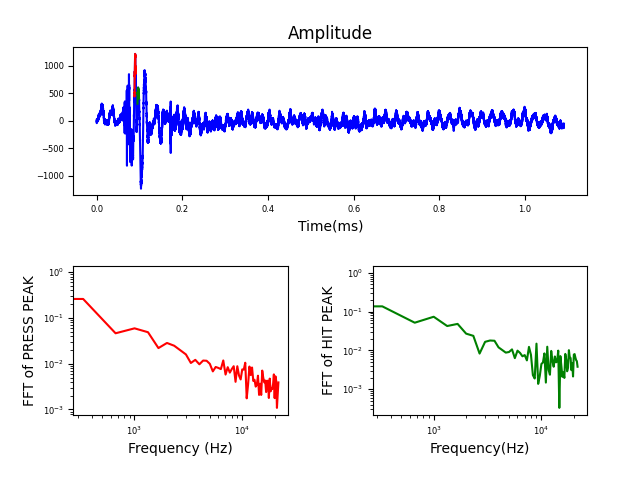 Amplitude
1000
500
0
−500
−1000
0.0 0.2 0.4 0.6 0.8 1.0
Time(ms)
FFT of PRESS PEAK
10⁰
10⁻¹
10⁻²
10⁻³
10³ 10⁴
Frequency (Hz)
FFT of HIT PEAK
10⁰
10⁻¹
10⁻²
10⁻³
10³ 10⁴
Frequency(Hz)